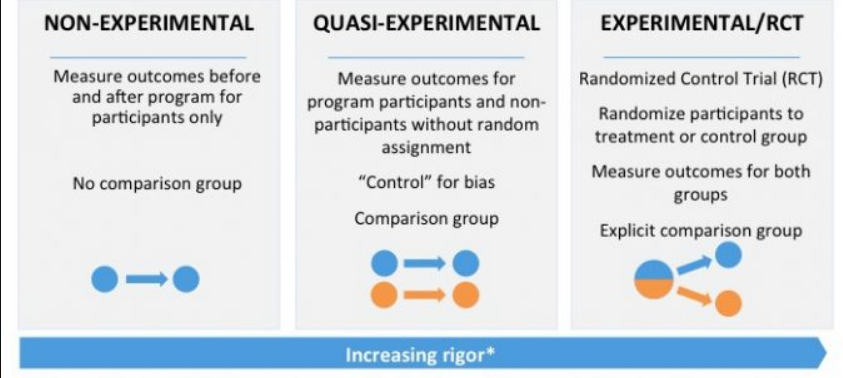 NON-EXPERIMENTAL
Measure outcomes before
and after program for
participants only
No comparison group
QUASI-EXPERIMENTAL
Measure outcomes for
program participants and non-
participants without random
assignment
“Control” for bias
Comparison group
EXPERIMENTAL/RCT
Randomized Control Trial (RCT)
Randomize participants to
treatment or control group
Measure outcomes for both
groups
Explicit comparison group
Increasing rigor*